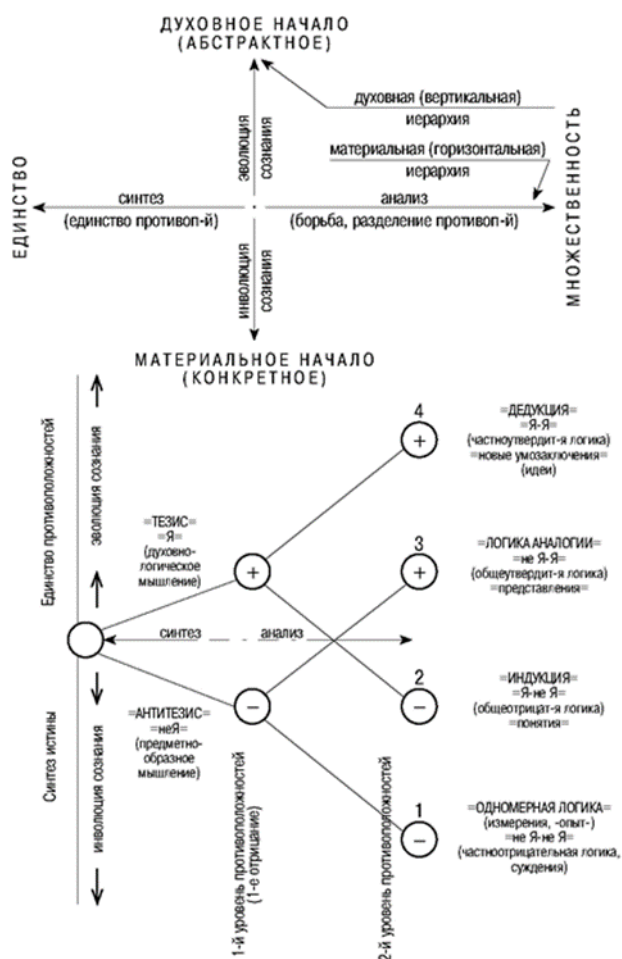 ДУХОВНОЕ НАЧАЛО
(АБСТРАКТНОЕ)
духовная (вертикальная)
иерархия
материальная (горизонтальная)
иерархия
эволюция
сознания
ЕДИНСТВО
МНОЖЕСТВЕННОСТЬ
синтез
(единство противоп-й)
анализ
(борьба, разделение противоп-й)
инволюция
сознания
МАТЕРИАЛЬНОЕ НАЧАЛО
(КОНКРЕТНОЕ)
Единство противоположностей
эволюция сознания
4
+
=ДЕДУКЦИЯ=
=Я-Я=
(частноутвердит-я логика)
=новые умозаключения=
(идеи)
=ТЕЗИС=
=Я=
(духовно-
логическое
мышление)
+
3
+
=ЛОГИКА АНАЛОГИИ=
=не Я-Я=
(общеутвердит-я логика)
=представления=
синтез
анализ
Синтез истины
инволюция сознания
=АНТИТЕЗИС=
=неЯ=
(предметно-
образное
мышление)
−
2
−
=ИНДУКЦИЯ=
=Я-не Я=
(общеотрицат-я логика)
=понятия=
1
−
=ОДНОМЕРНАЯ ЛОГИКА=
(измерения, -опыт-)
=не Я-не Я=
(частноотрицательная логика,
суждения)
1-й уровень противоположностей
(1-е отрицание)
2-й уровень противоположностей